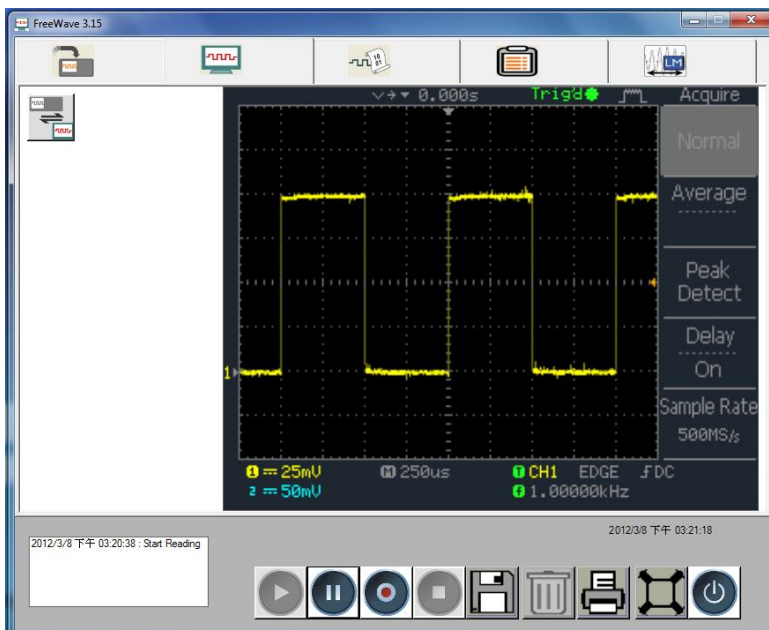 FreeWave 3.15
LM
0.000s Trig'd Acquire
Normal
Average
Peak
Detect
Delay
On
Sample Rate
500MS/s
1
1 25mV M 250us T CH1 EDGE DC
2 50mV f 1.00000kHz
2012/3/8 下午 03:21:18
2012/3/8 下午 03:20:38 : Start Reading